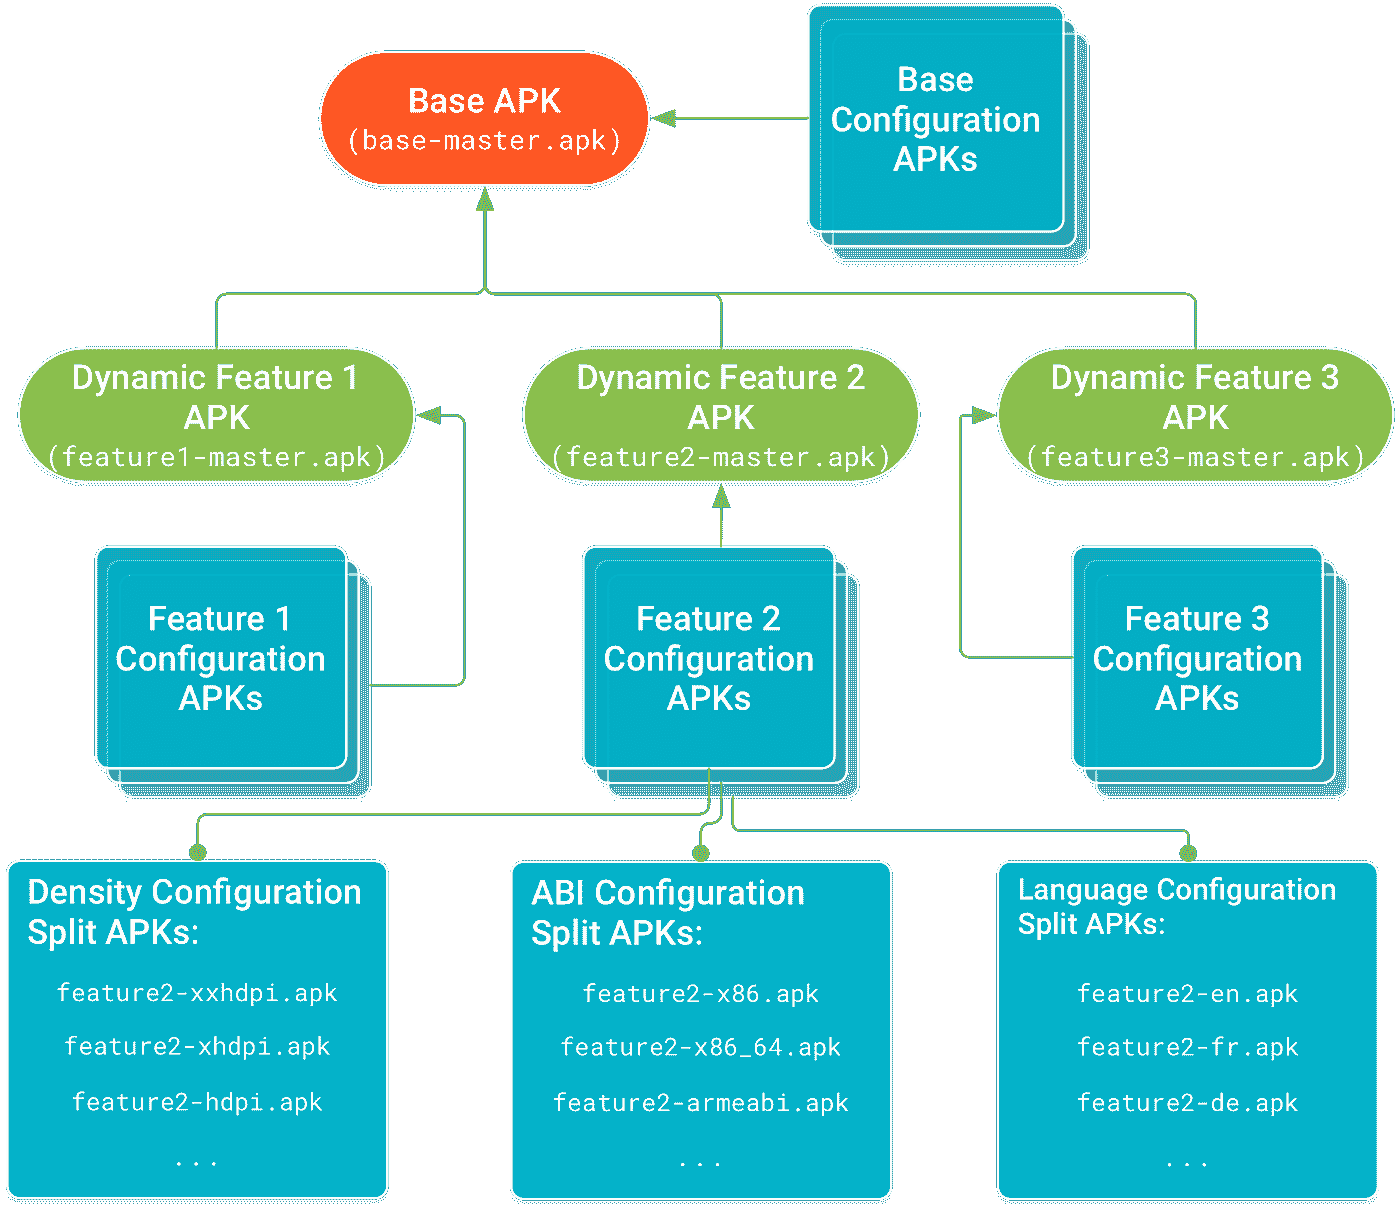 Base APK
(base-master.apk)
Base
Configuration
APKs
Dynamic Feature 1
APK
(feature1-master.apk)
Dynamic Feature 2
APK
(feature2-master.apk)
Dynamic Feature 3
APK
(feature3-master.apk)
Feature 1
Configuration
APKs
Feature 2
Configuration
APKs
Feature 3
Configuration
APKs
Density Configuration
Split APKs:
feature2-xxhdpi.apk
feature2-xhdpi.apk
feature2-hdpi.apk
...
ABI Configuration
Split APKs:
feature2-x86.apk
feature2-x86_64.apk
feature2-armeabi.apk
...
Language Configuration
Split APKs:
feature2-en.apk
feature2-fr.apk
feature2-de.apk
...